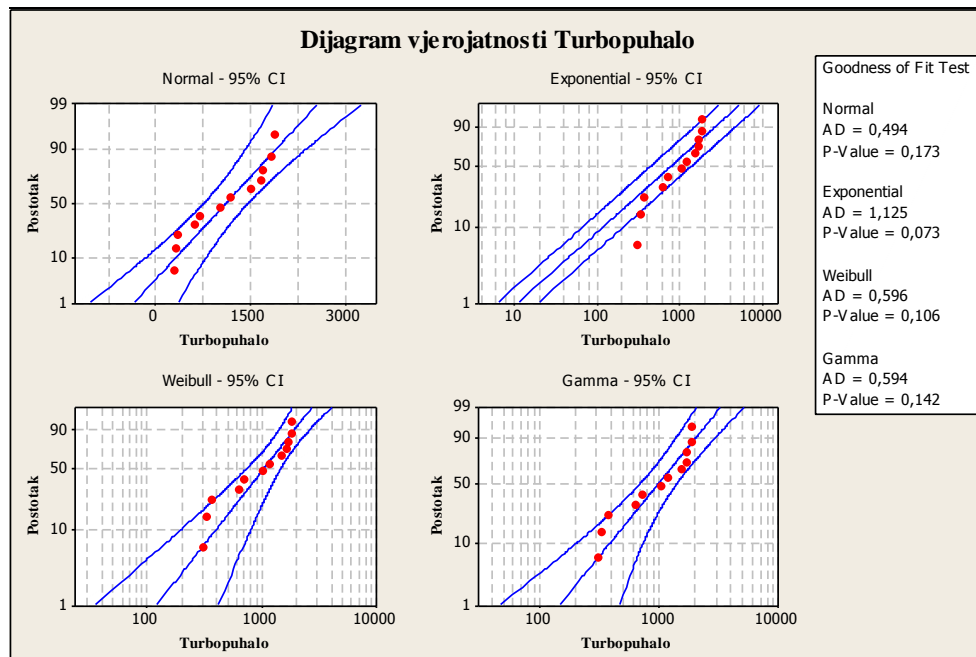 Dijagram vjerojatnosti Turbopuhalo
Normal - 95% CI
99
90
50
10
1
Postotak
0 1500 3000
Turbopuhalo
Exponential - 95% CI
90
50
10
1
Postotak
10 100 1000 10000
Turbopuhalo
Weibull - 95% CI
90
50
10
1
Postotak
100 1000 10000
Turbopuhalo
Gamma - 95% CI
99
90
50
10
1
Postotak
100 1000 10000
Turbopuhalo
Goodness of Fit Test
Normal
AD = 0,494
P-Value = 0,173
Exponential
AD = 1,125
P-Value = 0,073
Weibull
AD = 0,596
P-Value = 0,106
Gamma
AD = 0,594
P-Value = 0,142